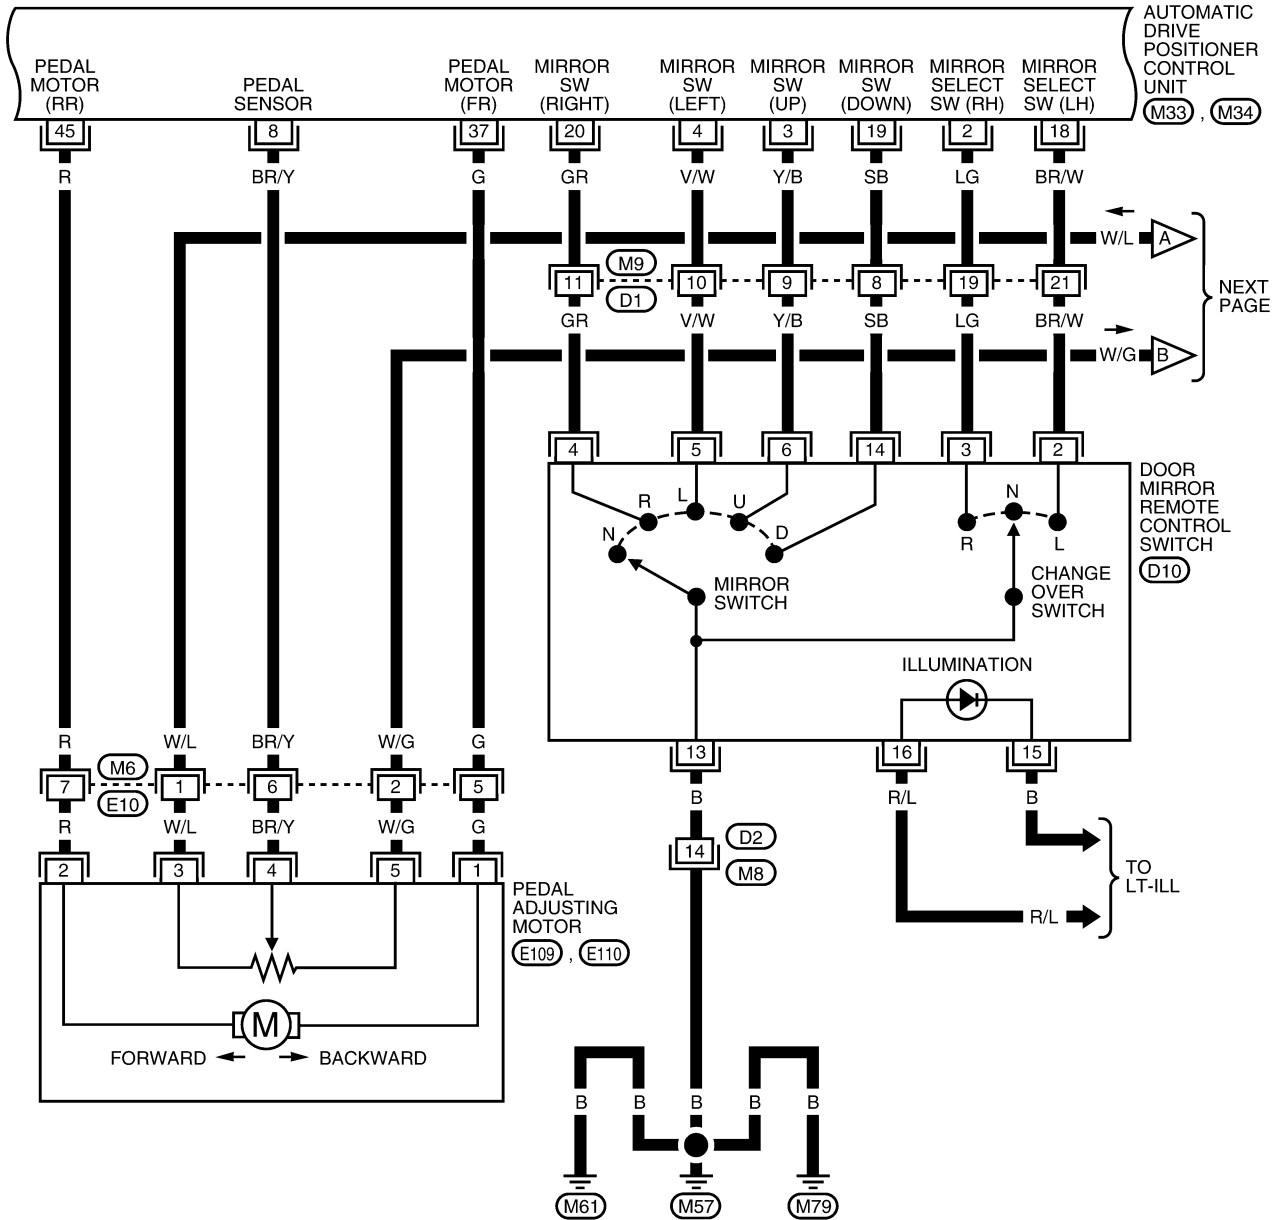 AUTOMATIC
DRIVE
POSITIONER
CONTROL
UNIT
M33 , M34
PEDAL
MOTOR
(RR)
PEDAL
SENSOR
PEDAL
MOTOR
(FR)
MIRROR
SW
(RIGHT)
MIRROR
SW
(LEFT)
MIRROR
SW
(UP)
MIRROR
SW
(DOWN)
MIRROR
SELECT
SW (RH)
MIRROR
SELECT
SW (LH)
45 8 37 20 4 3 19 2 18
R BR/Y G GR V/W Y/B SB LG BR/W
W/L A
M9
11 10 9 8 19 21
D1
NEXT
PAGE
GR V/W Y/B SB LG BR/W
W/G B
4 5 6 14 3 2
DOOR
MIRROR
REMOTE
CONTROL
SWITCH
D10
N R L U D
R N L
MIRROR
SWITCH
CHANGE
OVER
SWITCH
ILLUMINATION
13 16 15
B R/L B
R W/L BR/Y W/G G
M6
7 1 6 2 5
E10
R W/L BR/Y W/G G
2 3 4 5 1
PEDAL
ADJUSTING
MOTOR
E109 , E110
M
FORWARD BACKWARD
14
D2
M8
R/L
TO
LT-ILL
B B B B B
M61 M57 M79